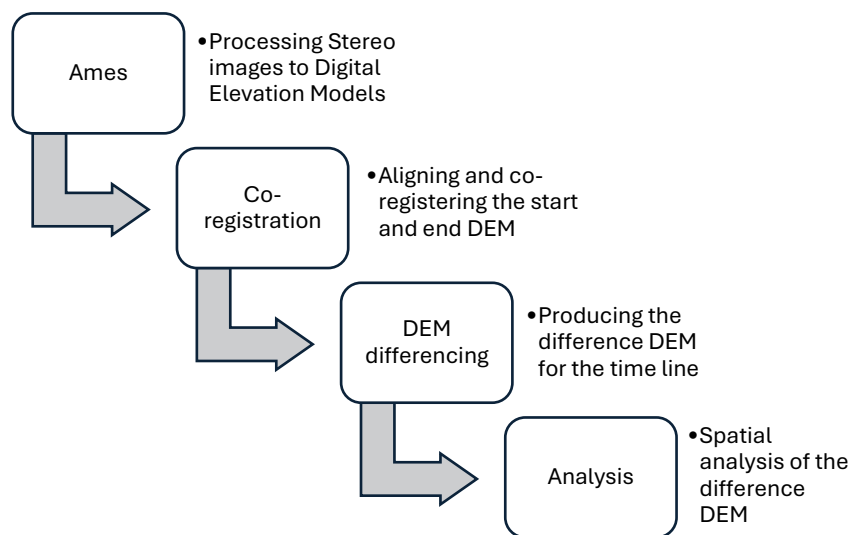 Ames
•Processing Stereo
images to Digital
Elevation Models
Co-
registration
•Aligning and co-
registering the start
and end DEM
DEM
differencing
•Producing the
difference DEM
for the time line
Analysis
•Spatial
analysis of the
difference
DEM